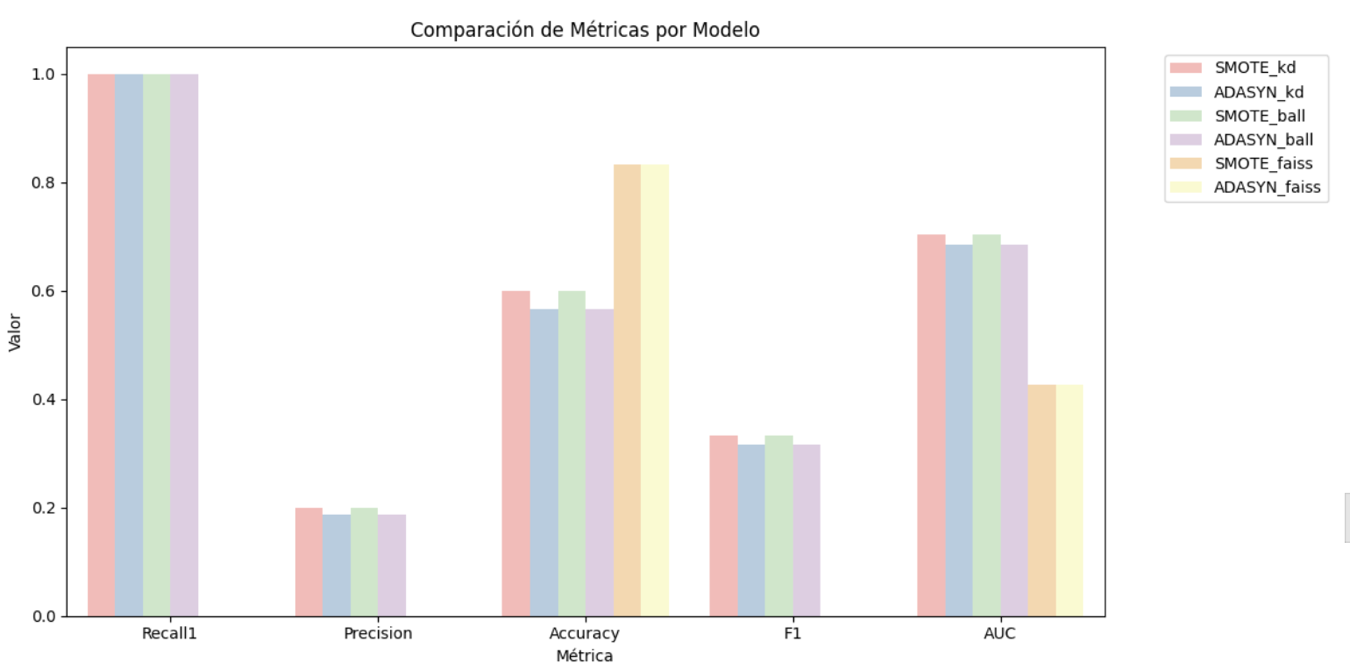 Comparación de Métricas por Modelo
1.0
0.8
0.6
0.4
0.2
0.0
Valor
Recall1
Precision
Accuracy
F1
AUC
Métrica
SMOTE_kd
ADASYN_kd
SMOTE_ball
ADASYN_ball
SMOTE_faiss
ADASYN_faiss